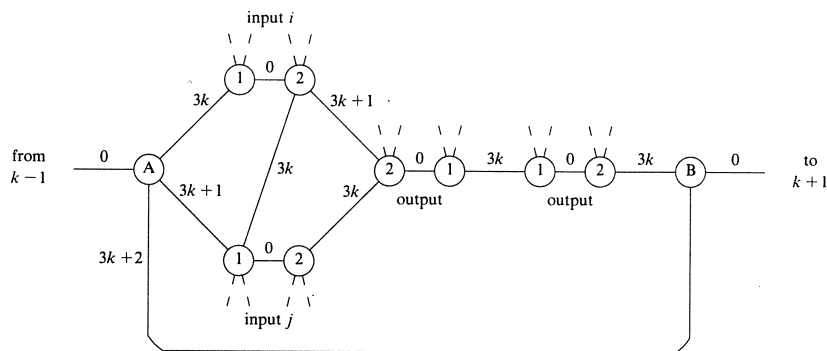 input i
0
1
2
3k
3k + 1
from
k − 1
0
A
3k
3k
2
0
1
3k
1
0
2
3k
B
0
to
k + 1
3k + 1
output
output
0
3k + 2
1
2
input j